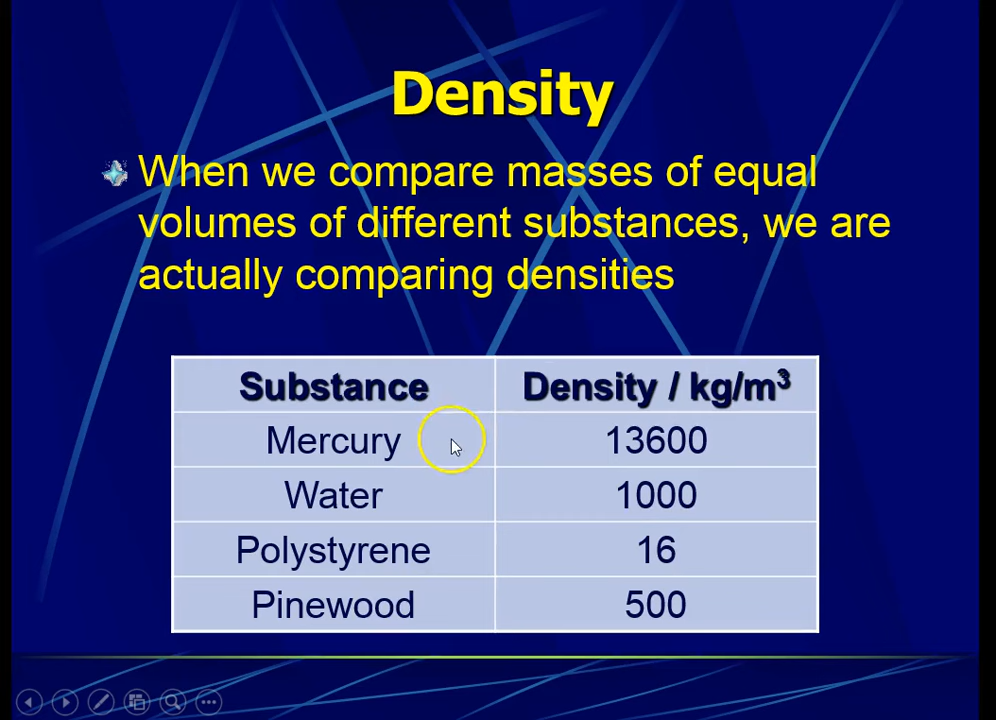 Density
When we compare masses of equal
volumes of different substances, we are
actually comparing densities
Substance Density / kg/m³
Mercury 13600
Water 1000
Polystyrene 16
Pinewood 500